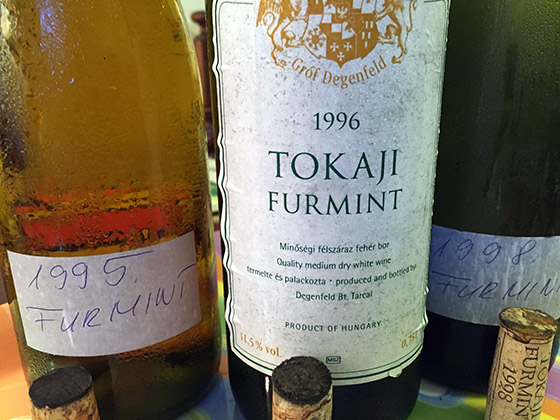 1995
FURMINT
Gróf Degenfeld
1996
TOKAJI
FURMINT
Minőségi félszáraz fehér bor
Quality medium dry white wine
termelte és palackozta • produced and bottled by:
Degenfeld Bt. Tarcal
PRODUCT OF HUNGARY
11.5% vol.
1998
FURMINT
FURMINT
1998